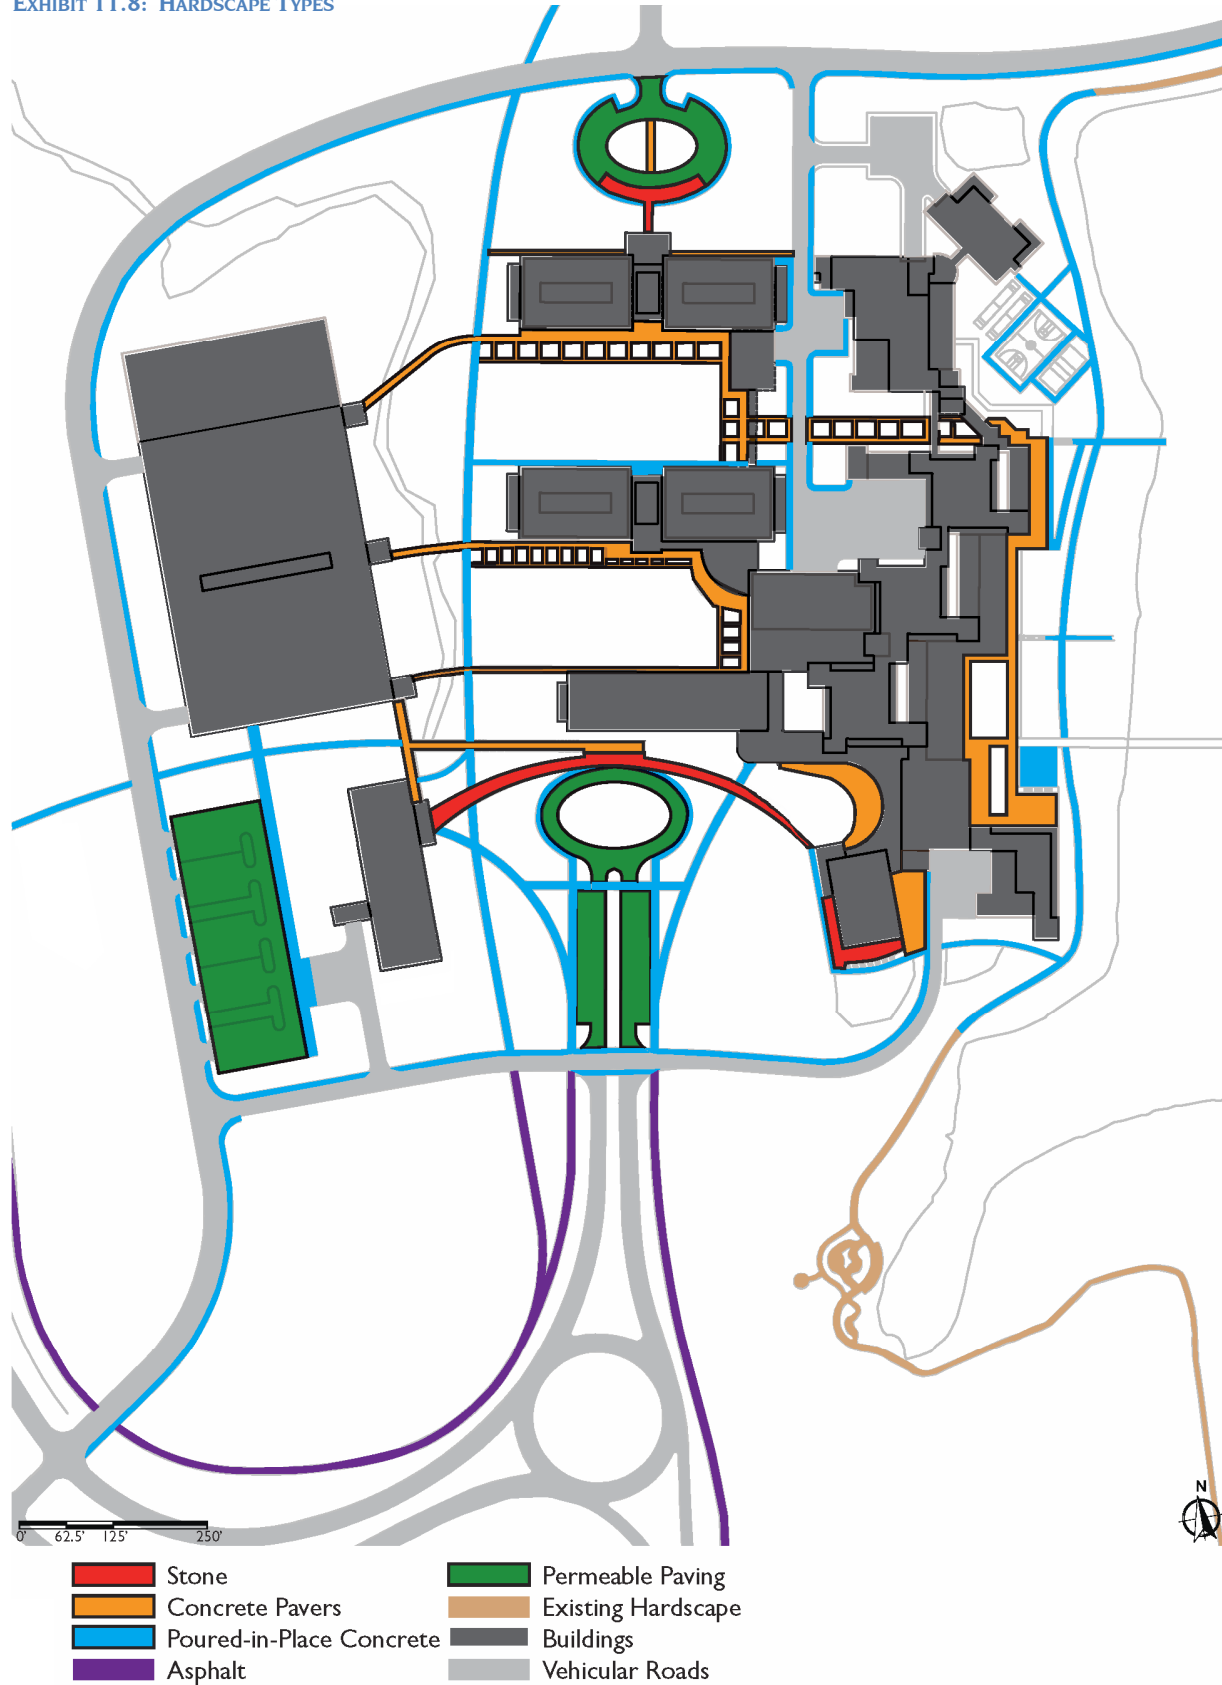 EXHIBIT 11.8: HARDSCAPE TYPES
N
0' 62.5' 125' 250'
Stone
Concrete Pavers
Poured-in-Place Concrete
Asphalt
Permeable Paving
Existing Hardscape
Buildings
Vehicular Roads